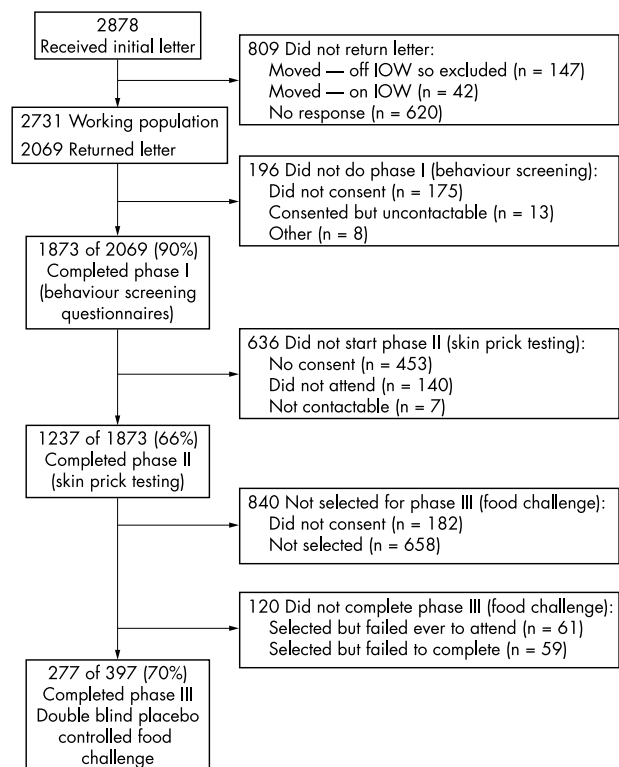 2878
Received initial letter
809 Did not return letter:
Moved — off IOW so excluded (n = 147)
Moved — on IOW (n = 42)
No response (n = 620)
2731 Working population
2069 Returned letter
196 Did not do phase I (behaviour screening):
Did not consent (n = 175)
Consented but uncontactable (n = 13)
Other (n = 8)
1873 of 2069 (90%)
Completed phase I
(behaviour screening
questionnaires)
636 Did not start phase II (skin prick testing):
No consent (n = 453)
Did not attend (n = 140)
Not contactable (n = 7)
1237 of 1873 (66%)
Completed phase II
(skin prick testing)
840 Not selected for phase III (food challenge):
Did not consent (n = 182)
Not selected (n = 658)
120 Did not complete phase III (food challenge):
Selected but failed ever to attend (n = 61)
Selected but failed to complete (n = 59)
277 of 397 (70%)
Completed phase III
Double blind placebo
controlled food
challenge